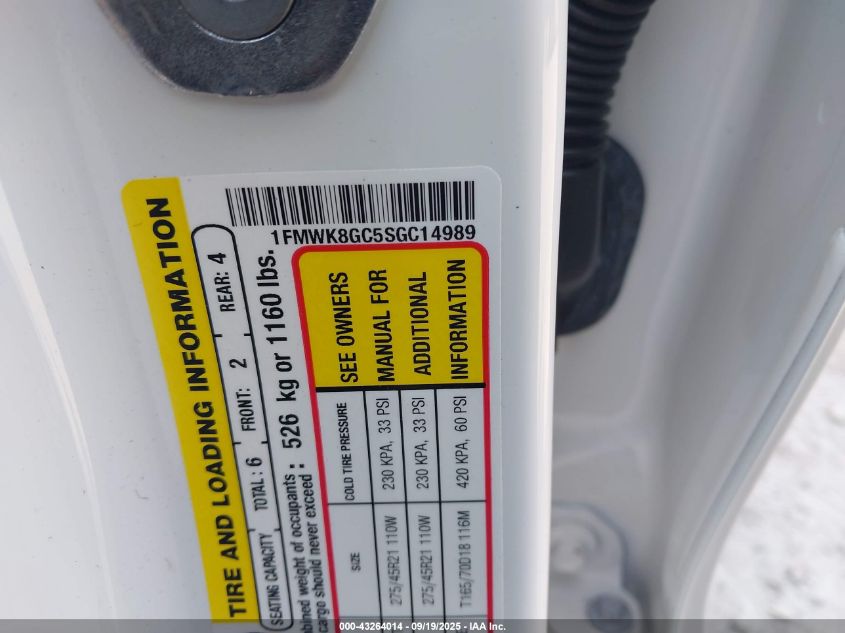 1FMWK8GC5SGC14989
TIRE AND LOADING INFORMATION
SEATING CAPACITY TOTAL : 6 FRONT: 2 REAR: 4
weight of occupants : 526 kg or 1160 lbs.
cargo should never exceed :
SIZE COLD TIRE PRESSURE SEE OWNERS
275/45R21 110W 230 KPA, 33 PSI MANUAL FOR
275/45R21 110W 230 KPA, 33 PSI ADDITIONAL
T165/70D18 116M 420 KPA, 60 PSI INFORMATION
000-43264014 - 09/19/2025 - IAA Inc.